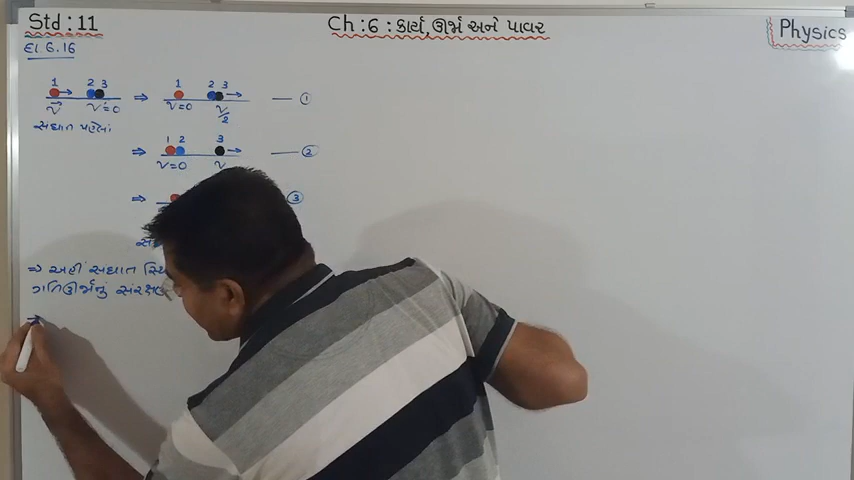 Std : 11
Ch : 6 : કાર્ય, ઊર્જા અને પાવર
Physics
દા 6.16
1 2 3 ⇒ 1 2 3
v v=0 v=0 v/2 — ①
સંઘાત પહેલાં
⇒ 1 2 3 — ②
v=0 v
⇒ ③
⇒ અહીં સંઘાત
ગતિઊર્જાનું